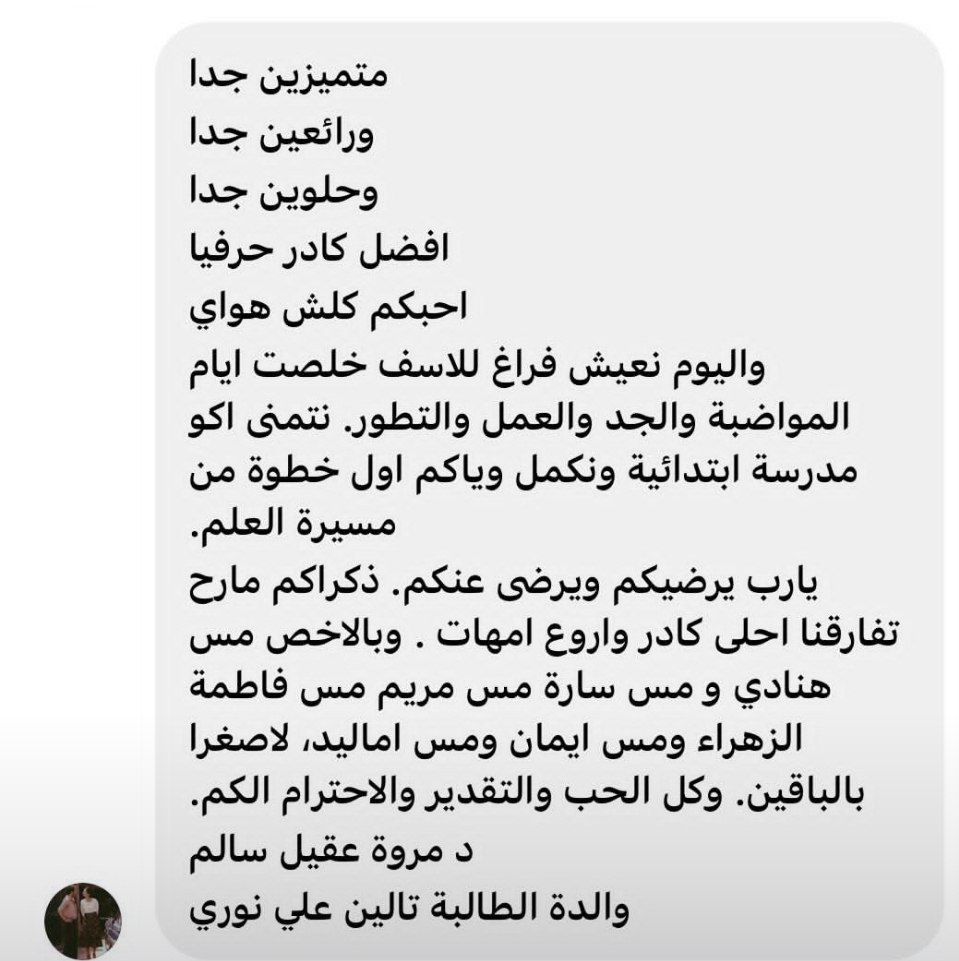 متميزين جدا
ورائعين جدا
وحلوين جدا
افضل كادر حرفيا
احبكم كلش هواي
واليوم نعيش فراغ للاسف خلصت ايام
المواضبة والجد والعمل والتطور. نتمنى اكو
مدرسة ابتدائية ونكمل وياكم اول خطوة من
مسيرة العلم.
يارب يرضيكم ويرضى عنكم. ذكراكم مارح
تفارقنا احلى كادر واروع امهات . وبالاخص مس
هنادي و مس سارة مس مريم مس فاطمة
الزهراء ومس ايمان ومس اماليد، لاصغرا
بالباقين. وكل الحب والتقدير والاحترام الكم.
د مروة عقيل سالم
والدة الطالبة تالين علي نوري